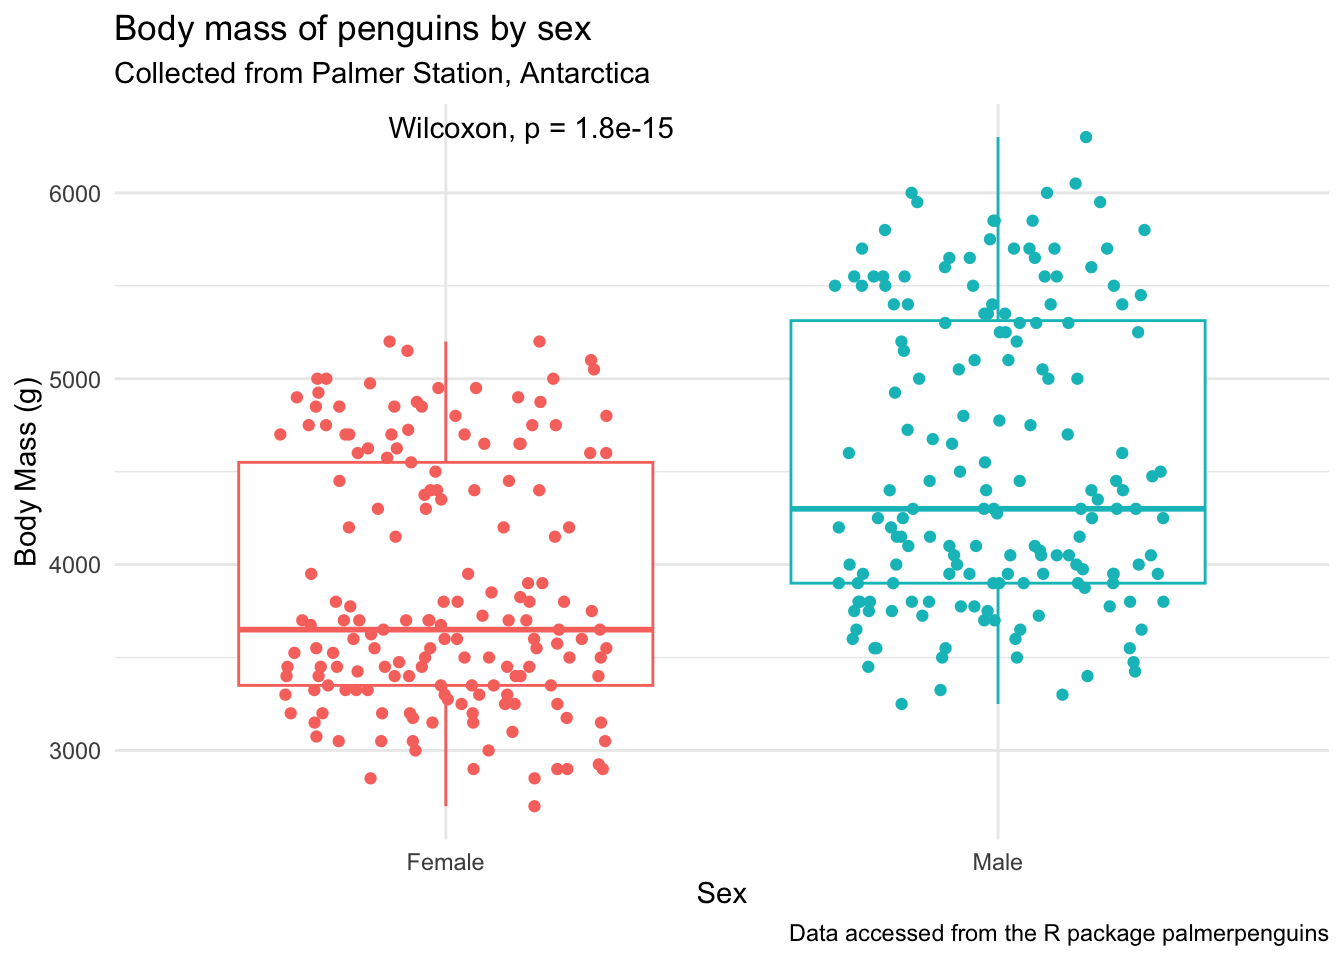 Body mass of penguins by sex
Collected from Palmer Station, Antarctica
Wilcoxon, p = 1.8e-15
6000
5000
4000
3000
Body Mass (g)
Female
Male
Sex
Data accessed from the R package palmerpenguins